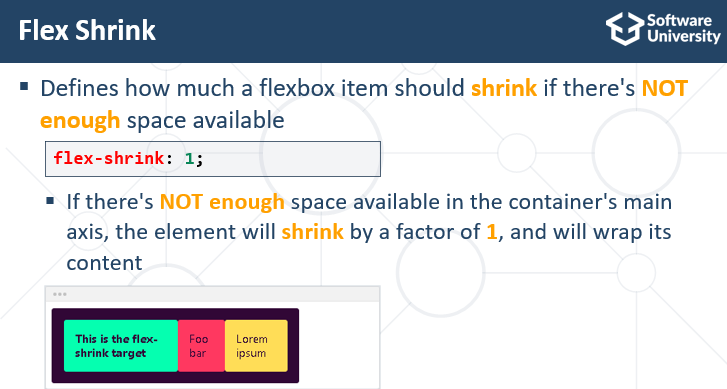 Flex Shrink
Software
University
▪ Defines how much a flexbox item should shrink if there's NOT
enough space available
flex-shrink: 1;
▪ If there's NOT enough space available in the container's main
axis, the element will shrink by a factor of 1, and will wrap its
content
This is the flex-
shrink target
Foo
bar
Lorem
ipsum